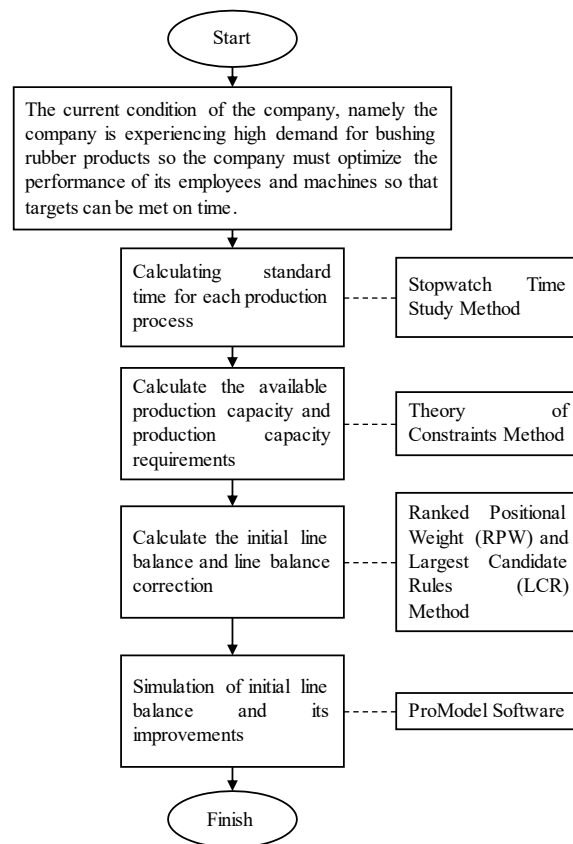 Start
The current condition of the company, namely the
company is experiencing high demand for bushing
rubber products so the company must optimize the
performance of its employees and machines so that
targets can be met on time.
Calculating standard
time for each production
process
Stopwatch Time
Study Method
Calculate the available
production capacity and
production capacity
requirements
Theory of
Constraints Method
Calculate the initial line
balance and line balance
correction
Ranked Positional
Weight (RPW) and
Largest Candidate
Rules (LCR)
Method
Simulation of initial line
balance and its
improvements
ProModel Software
Finish